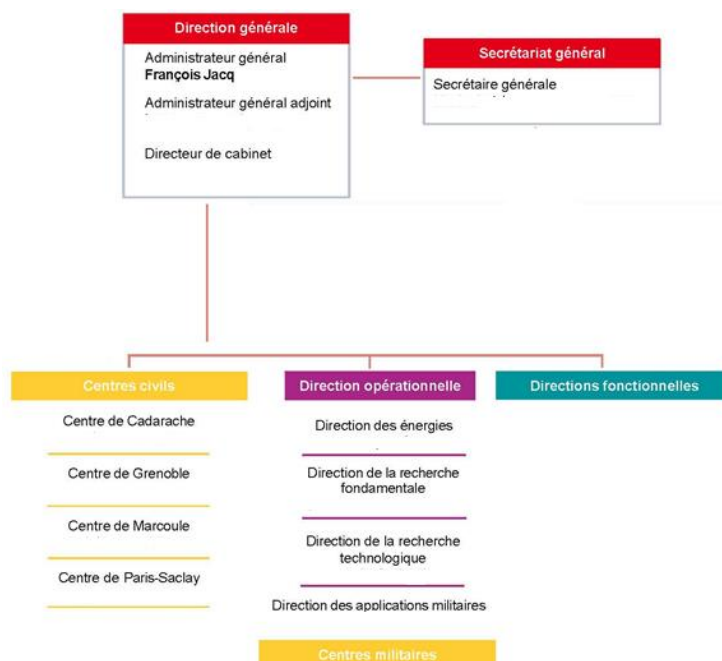 Direction générale
Administrateur général
François Jacq
Administrateur général adjoint
Directeur de cabinet
Secrétariat général
Secrétaire générale
Centres civils
Centre de Cadarache
Centre de Grenoble
Centre de Marcoule
Centre de Paris-Saclay
Direction opérationnelle
Direction des énergies
Direction de la recherche
fondamentale
Direction de la recherche
technologique
Direction des applications militaires
Centres militaires
Directions fonctionnelles